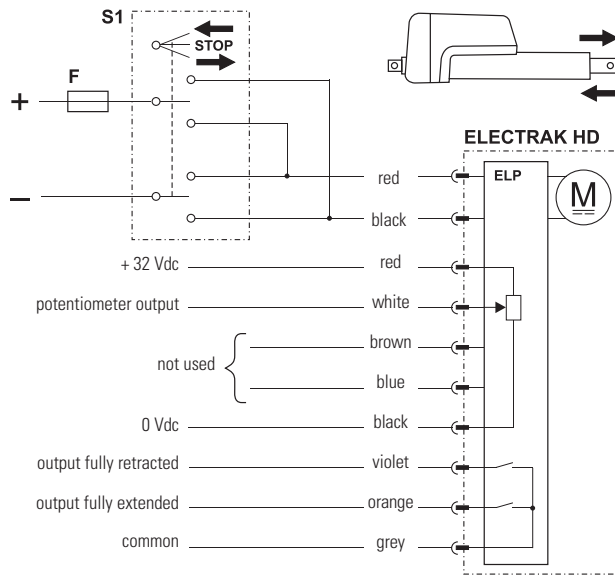 S1
STOP
F
+
–
ELECTRAK HD
ELP
M
red
black
+ 32 Vdc red
potentiometer output white
not used
brown
blue
0 Vdc black
output fully retracted violet
output fully extended orange
common grey